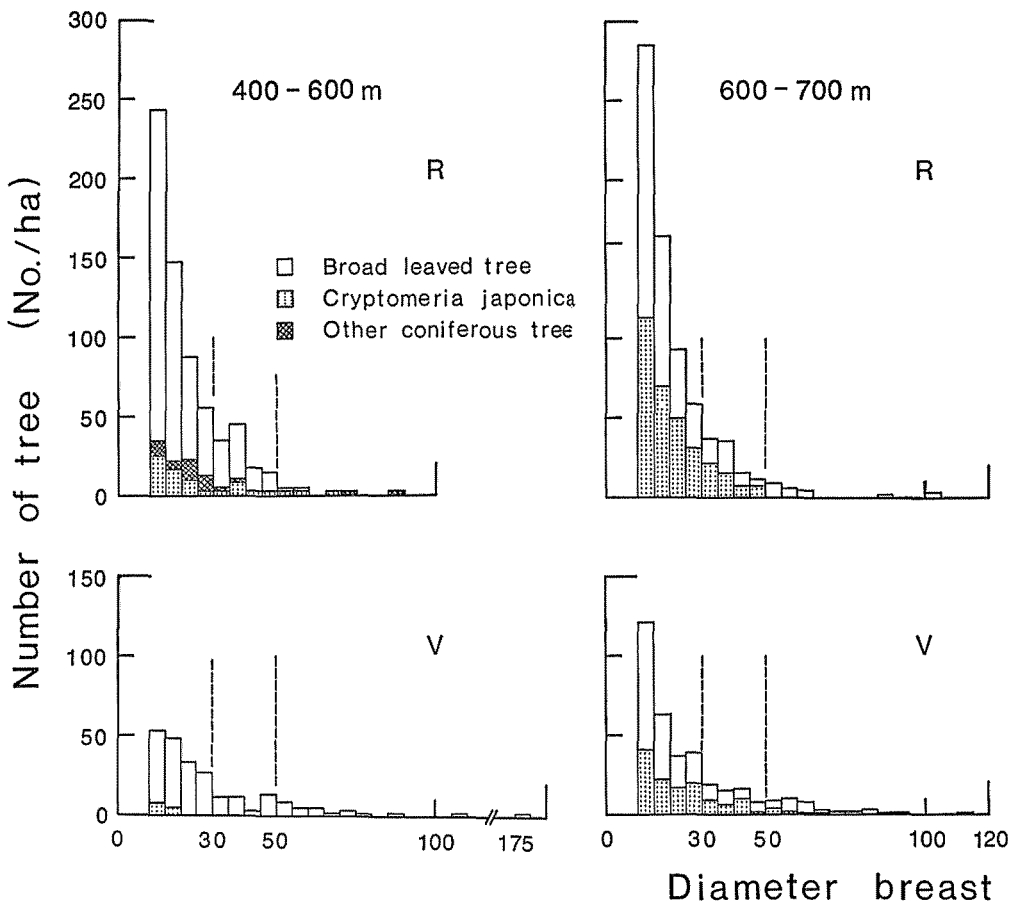 Number of tree (No./ha)
300
250
200
150
100
50
0
400-600 m
R
Broad leaved tree
Cryptomeria japonica
Other coniferous tree
600-700 m
R
150
100
50
0
V
0 30 50 100 175
V
0 30 50 100 120
Diameter breast